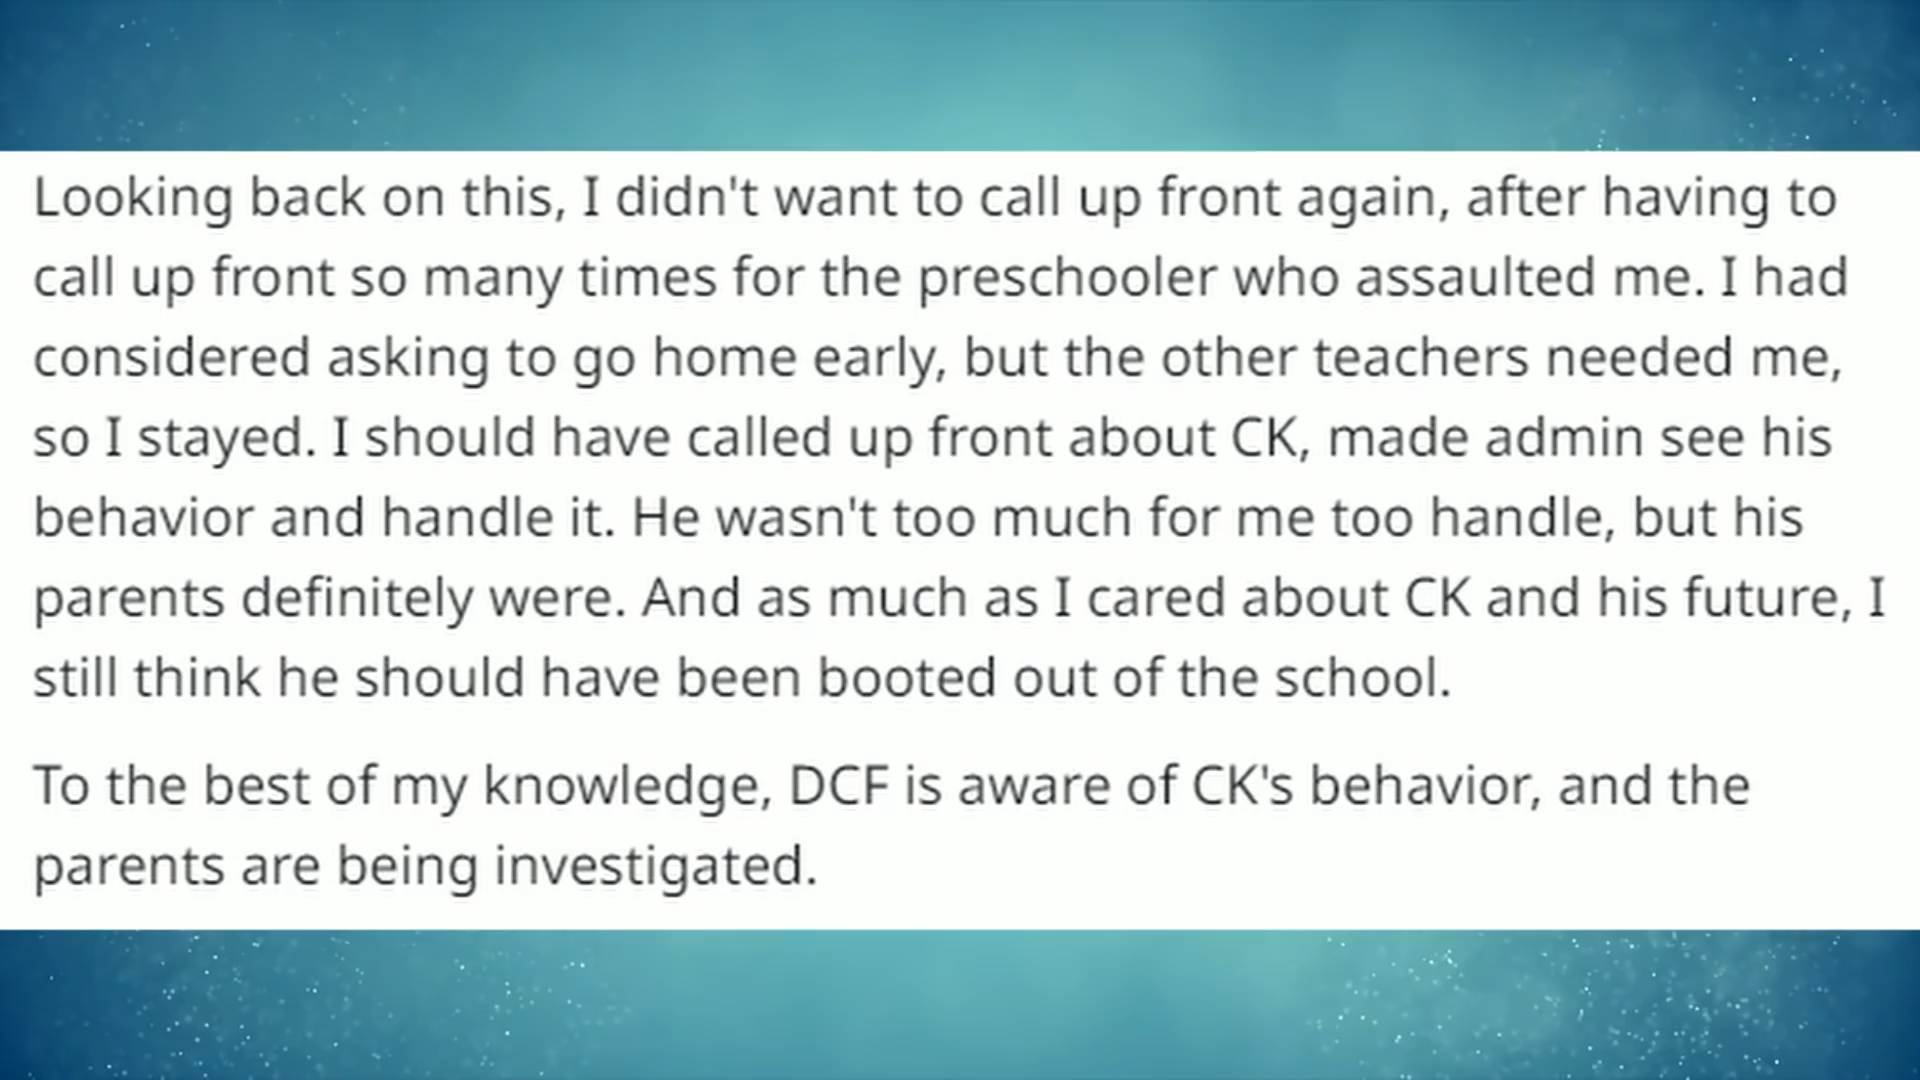 Looking back on this, I didn't want to call up front again, after having to
call up front so many times for the preschooler who assaulted me. I had
considered asking to go home early, but the other teachers needed me,
so I stayed. I should have called up front about CK, made admin see his
behavior and handle it. He wasn't too much for me too handle, but his
parents definitely were. And as much as I cared about CK and his future, I
still think he should have been booted out of the school.
To the best of my knowledge, DCF is aware of CK's behavior, and the
parents are being investigated.